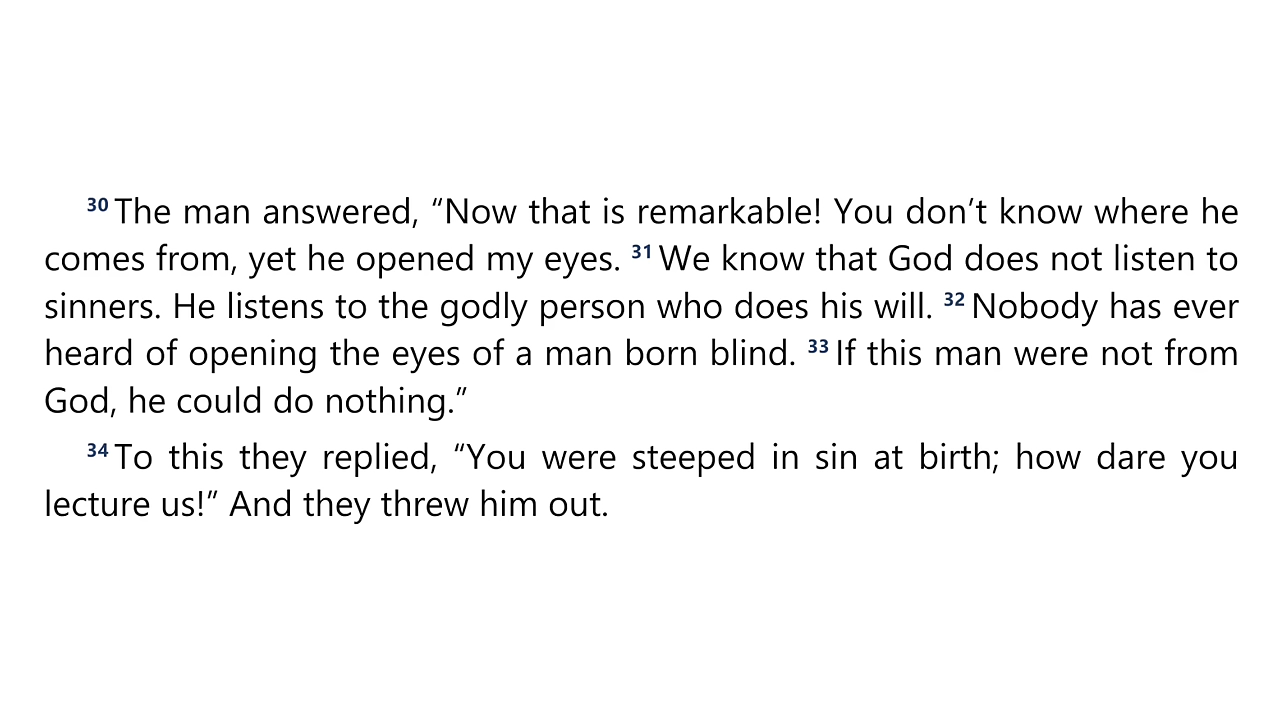 30 The man answered, “Now that is remarkable! You don’t know where he
comes from, yet he opened my eyes. 31 We know that God does not listen to
sinners. He listens to the godly person who does his will. 32 Nobody has ever
heard of opening the eyes of a man born blind. 33 If this man were not from
God, he could do nothing.”
34 To this they replied, “You were steeped in sin at birth; how dare you
lecture us!” And they threw him out.